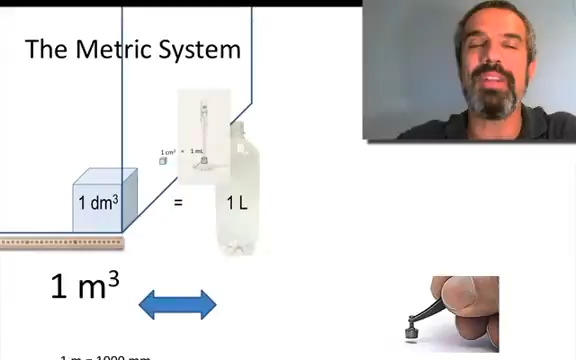 The Metric System
1 cm³ = 1 mL
1 dm³ = 1 L
1 m³
1 m = 1000 mm